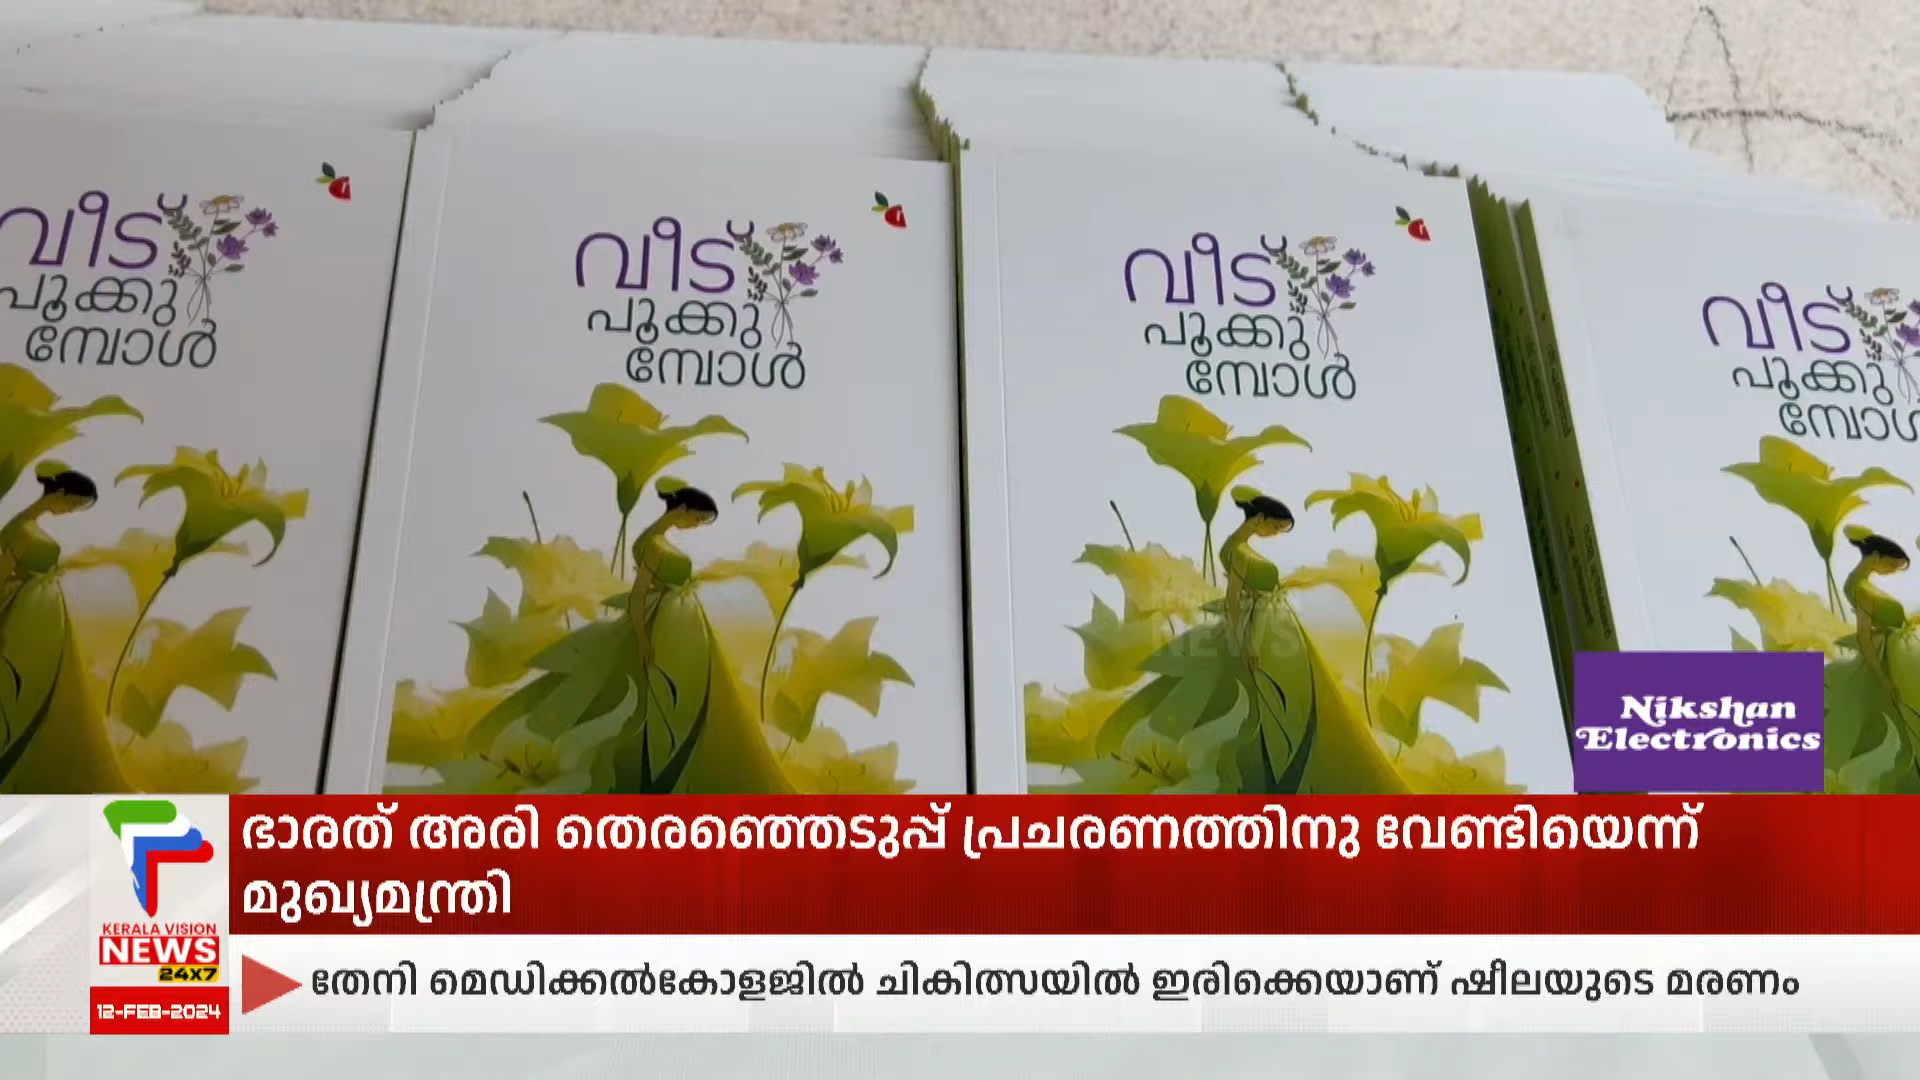 വീട്
പൂക്കു
മ്പോൾ
വീട്
പൂക്കു
മ്പോൾ
വീട്
പൂക്കു
മ്പോൾ
വീട്
പൂക്കു
മ്പോൾ
NEWS
Nikshan
Electronics
ഭാരത് അരി തെരഞ്ഞെടുപ്പ് പ്രചരണത്തിനു വേണ്ടിയെന്ന്
മുഖ്യമന്ത്രി
KERALA VISION
NEWS
24x7
12-FEB-2024
തേനി മെഡിക്കൽകോളജിൽ ചികിത്സയിൽ ഇരിക്കെയാണ് ഷീലയുടെ മരണം